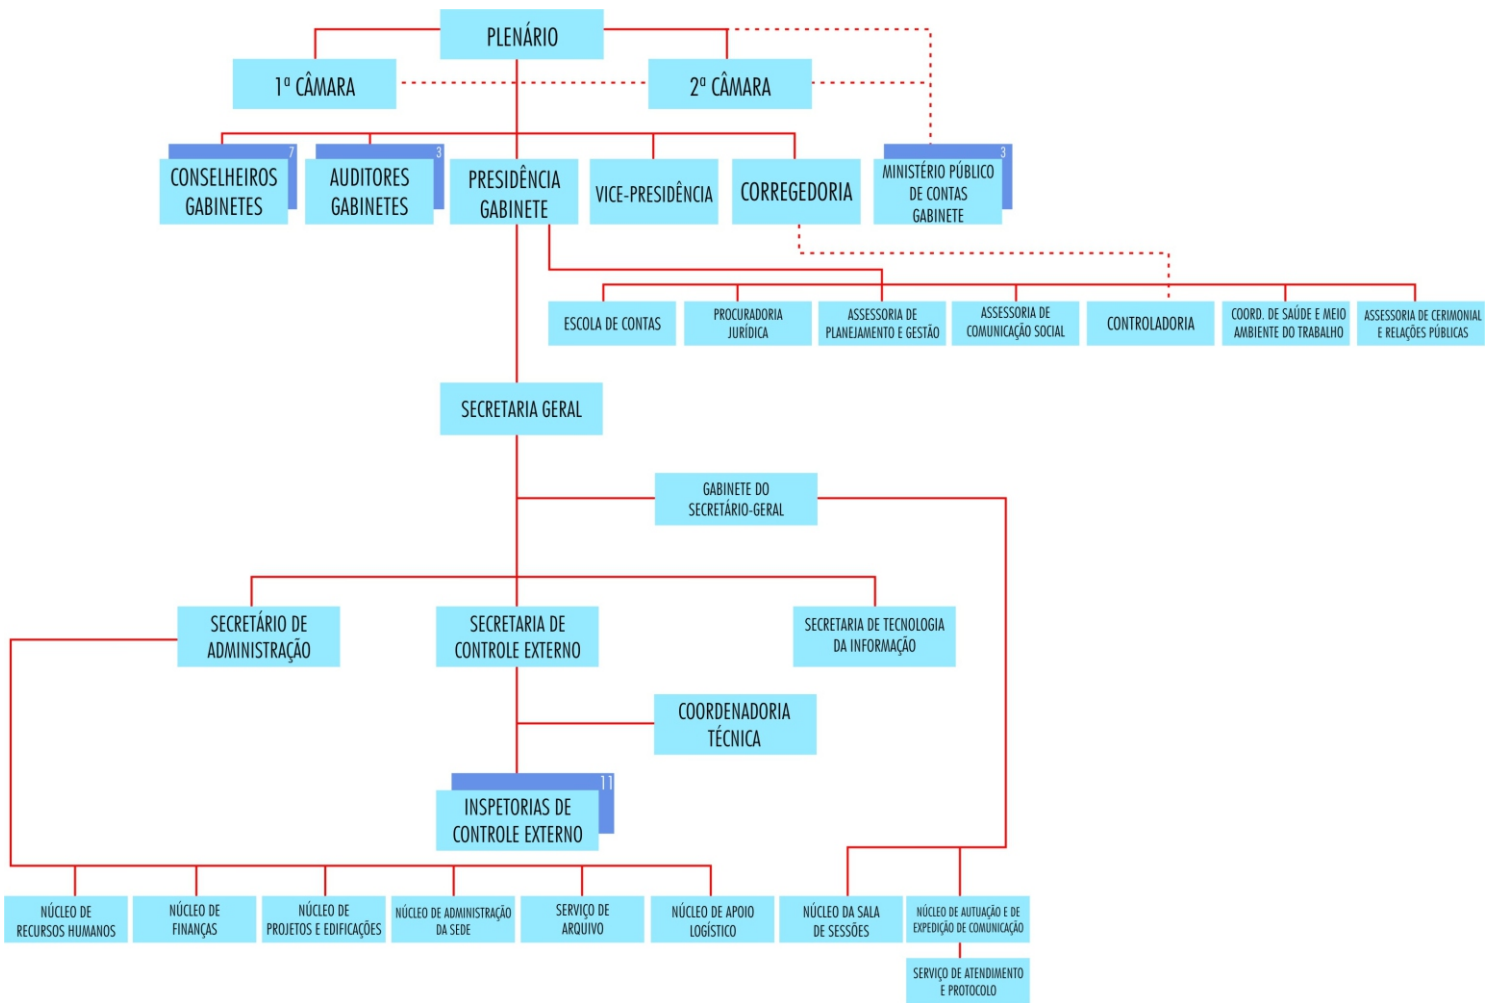 PLENÁRIO
1ª CÂMARA
2ª CÂMARA
7
CONSELHEIROS
GABINETES
3
AUDITORES
GABINETES
PRESIDÊNCIA
GABINETE
VICE-PRESIDÊNCIA
CORREGEDORIA
3
MINISTÉRIO PÚBLICO
DE CONTAS
GABINETE
ESCOLA DE CONTAS
PROCURADORIA
JURÍDICA
ASSESSORIA DE
PLANEJAMENTO E GESTÃO
ASSESSORIA DE
COMUNICAÇÃO SOCIAL
CONTROLADORIA
COORD. DE SAÚDE E MEIO
AMBIENTE DO TRABALHO
ASSESSORIA DE CERIMONIAL
E RELAÇÕES PÚBLICAS
SECRETARIA GERAL
GABINETE DO
SECRETÁRIO-GERAL
SECRETÁRIO DE
ADMINISTRAÇÃO
SECRETARIA DE
CONTROLE EXTERNO
SECRETARIA DE TECNOLOGIA
DA INFORMAÇÃO
COORDENADORIA
TÉCNICA
11
INSPETORIAS DE
CONTROLE EXTERNO
NÚCLEO DE
RECURSOS HUMANOS
NÚCLEO DE
FINANÇAS
NÚCLEO DE
PROJETOS E EDIFICAÇÕES
NÚCLEO DE ADMINISTRAÇÃO
DA SEDE
SERVIÇO DE
ARQUIVO
NÚCLEO DE APOIO
LOGÍSTICO
NÚCLEO DA SALA
DE SESSÕES
NÚCLEO DE AUTUAÇÃO E DE
EXPEDIÇÃO DE COMUNICAÇÃO
SERVIÇO DE ATENDIMENTO
E PROTOCOLO